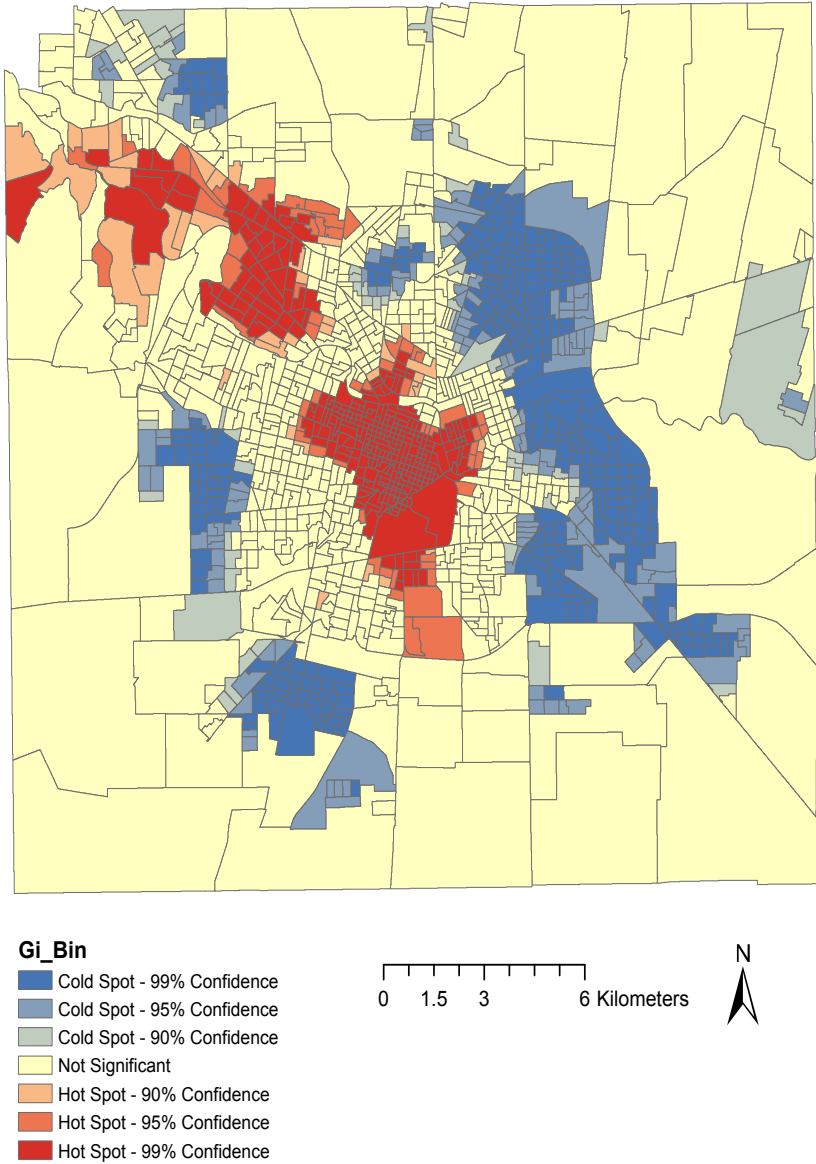 Gi_Bin
Cold Spot - 99% Confidence
Cold Spot - 95% Confidence
Cold Spot - 90% Confidence
Not Significant
Hot Spot - 90% Confidence
Hot Spot - 95% Confidence
Hot Spot - 99% Confidence
0 1.5 3 6 Kilometers
N